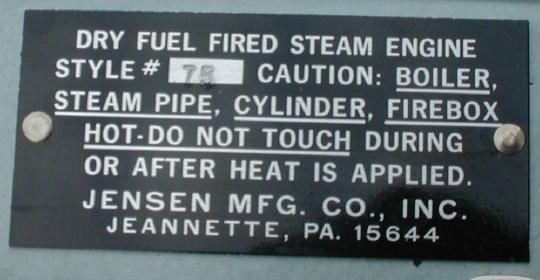 DRY FUEL FIRED STEAM ENGINE
STYLE # 75 CAUTION: BOILER,
STEAM PIPE, CYLINDER, FIREBOX
HOT-DO NOT TOUCH DURING
OR AFTER HEAT IS APPLIED.
JENSEN MFG. CO., INC.
JEANNETTE, PA. 15644